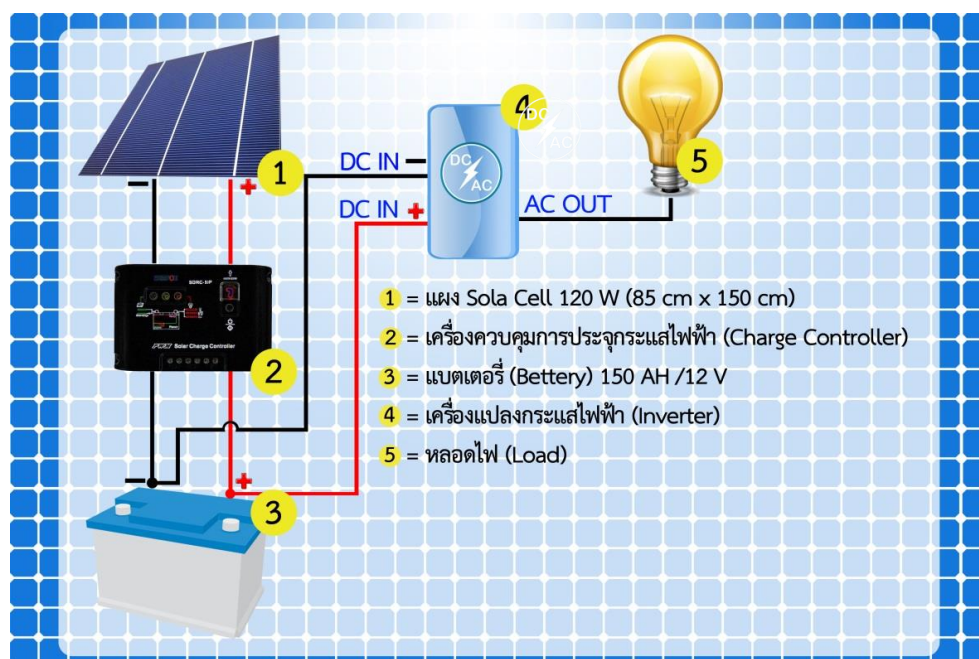 4
DC
AC
DC
AC
1
5
DC IN −
DC IN +
AC OUT
− +
Solar Charge Controller
2
1 = แผง Sola Cell 120 W (85 cm x 150 cm)
2 = เครื่องควบคุมการประจุกระแสไฟฟ้า (Charge Controller)
3 = แบตเตอรี่ (Bettery) 150 AH /12 V
4 = เครื่องแปลงกระแสไฟฟ้า (Inverter)
5 = หลอดไฟ (Load)
− +
3